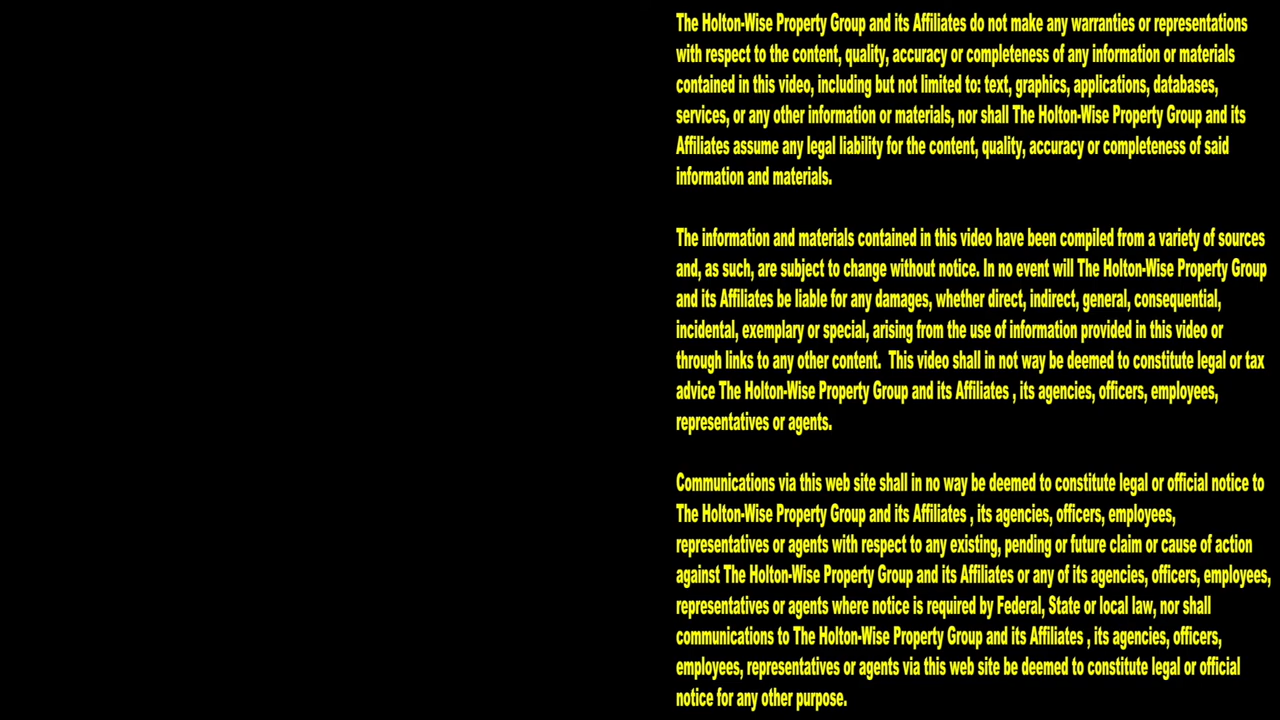 The Holton-Wise Property Group and its Affiliates do not make any warranties or representations
with respect to the content, quality, accuracy or completeness of any information or materials
contained in this video, including but not limited to: text, graphics, applications, databases,
services, or any other information or materials, nor shall The Holton-Wise Property Group and its
Affiliates assume any legal liability for the content, quality, accuracy or completeness of said
information and materials.
The information and materials contained in this video have been compiled from a variety of sources
and, as such, are subject to change without notice. In no event will The Holton-Wise Property Group
and its Affiliates be liable for any damages, whether direct, indirect, general, consequential,
incidental, exemplary or special, arising from the use of information provided in this video or
through links to any other content.  This video shall in not way be deemed to constitute legal or tax
advice The Holton-Wise Property Group and its Affiliates , its agencies, officers, employees,
representatives or agents.
Communications via this web site shall in no way be deemed to constitute legal or official notice to
The Holton-Wise Property Group and its Affiliates , its agencies, officers, employees,
representatives or agents with respect to any existing, pending or future claim or cause of action
against The Holton-Wise Property Group and its Affiliates or any of its agencies, officers, employees,
representatives or agents where notice is required by Federal, State or local law, nor shall
communications to The Holton-Wise Property Group and its Affiliates , its agencies, officers,
employees, representatives or agents via this web site be deemed to constitute legal or official
notice for any other purpose.